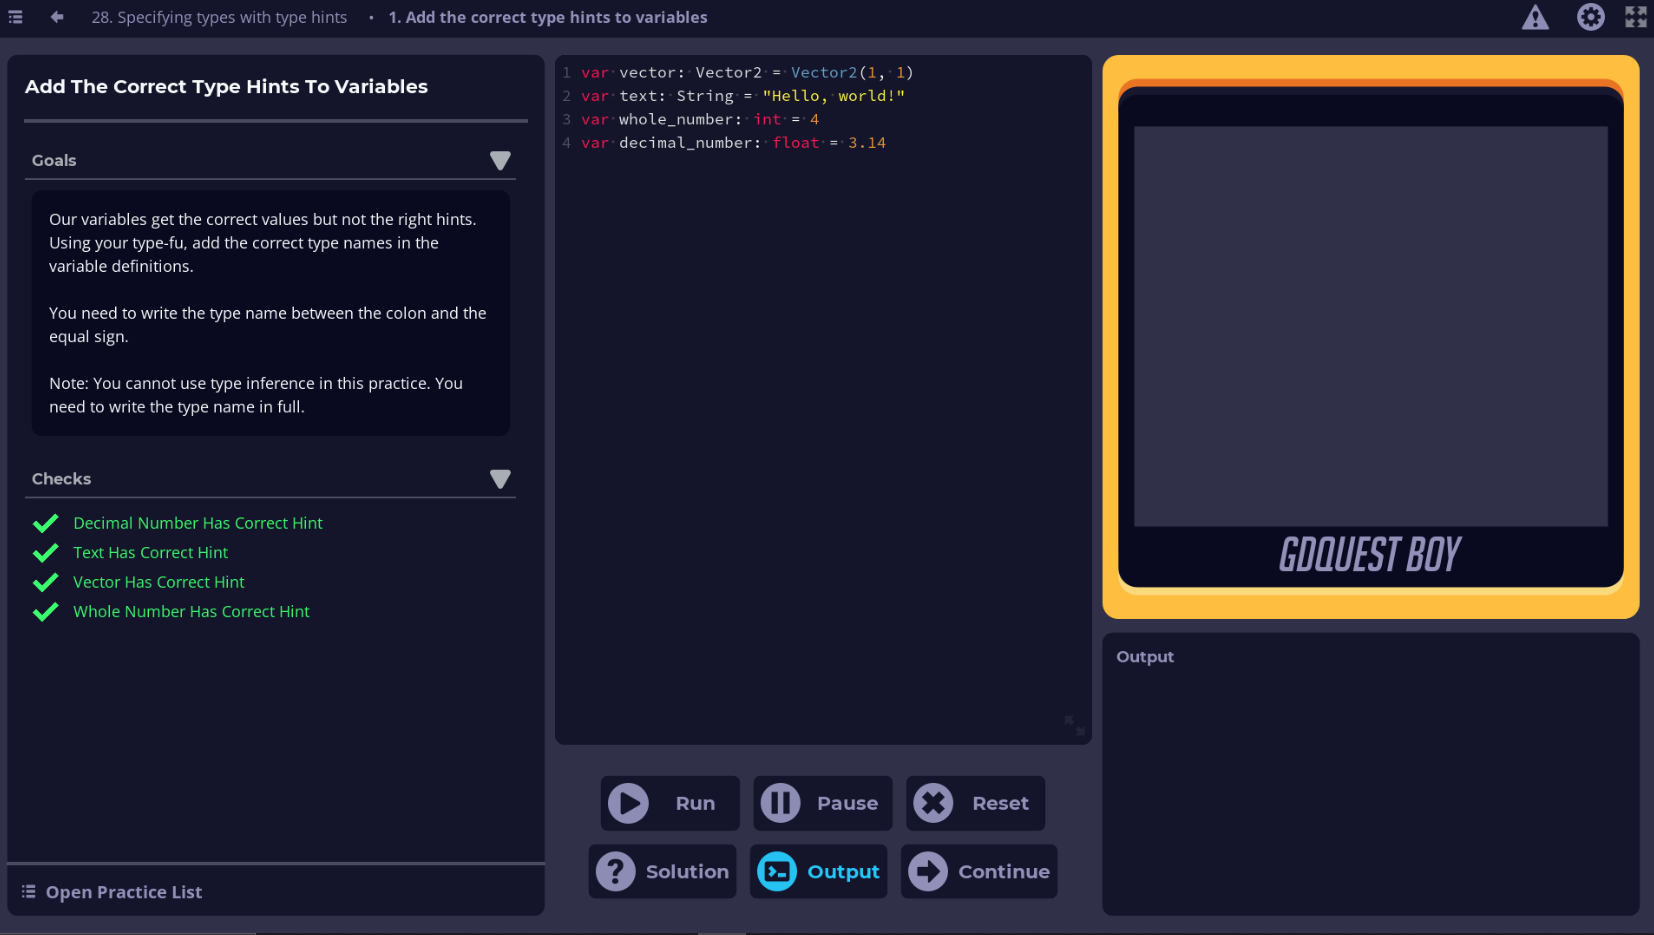 28. Specifying types with type hints • 1. Add the correct type hints to variables
Add The Correct Type Hints To Variables
Goals
Our variables get the correct values but not the right hints.
Using your type-fu, add the correct type names in the
variable definitions.
You need to write the type name between the colon and the
equal sign.
Note: You cannot use type inference in this practice. You
need to write the type name in full.
Checks
Decimal Number Has Correct Hint
Text Has Correct Hint
Vector Has Correct Hint
Whole Number Has Correct Hint
Open Practice List
1 var vector: Vector2 = Vector2(1, 1)
2 var text: String = "Hello, world!"
3 var whole_number: int = 4
4 var decimal_number: float = 3.14
Run Pause Reset
Solution Output Continue
GDQUEST BOY
Output